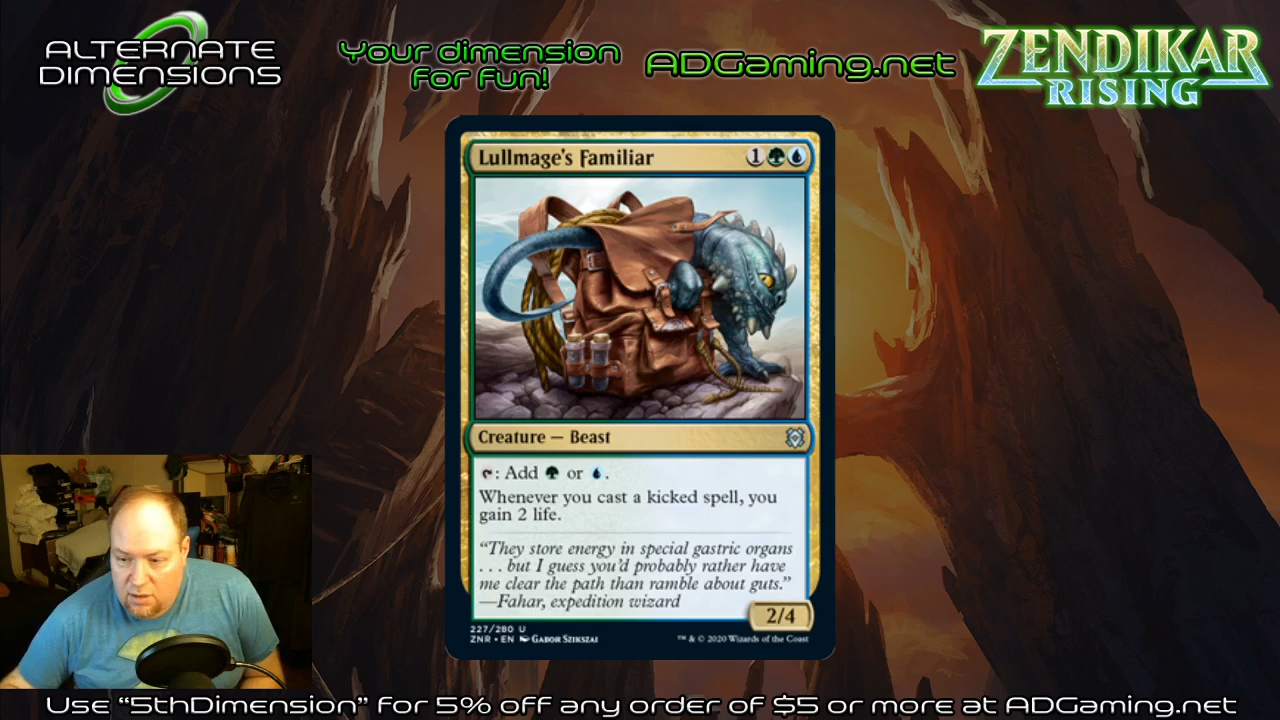 ALTERNATE
DIMENSIONS
Your dimension
for fun!
ADGaming.net
ZENDIKAR
RISING
Lullmage's Familiar
1
Creature — Beast
: Add or .
Whenever you cast a kicked spell, you
gain 2 life.
“They store energy in special gastric organs
. . . but I guess you’d probably rather have
me clear the path than ramble about guts.”
—Fahar, expedition wizard
2/4
227/280 U
ZNR • EN Gabor Szikszai
™ & © 2020 Wizards of the Coast
Use “5thDimension” for 5% off any order of $5 or more at ADGaming.net